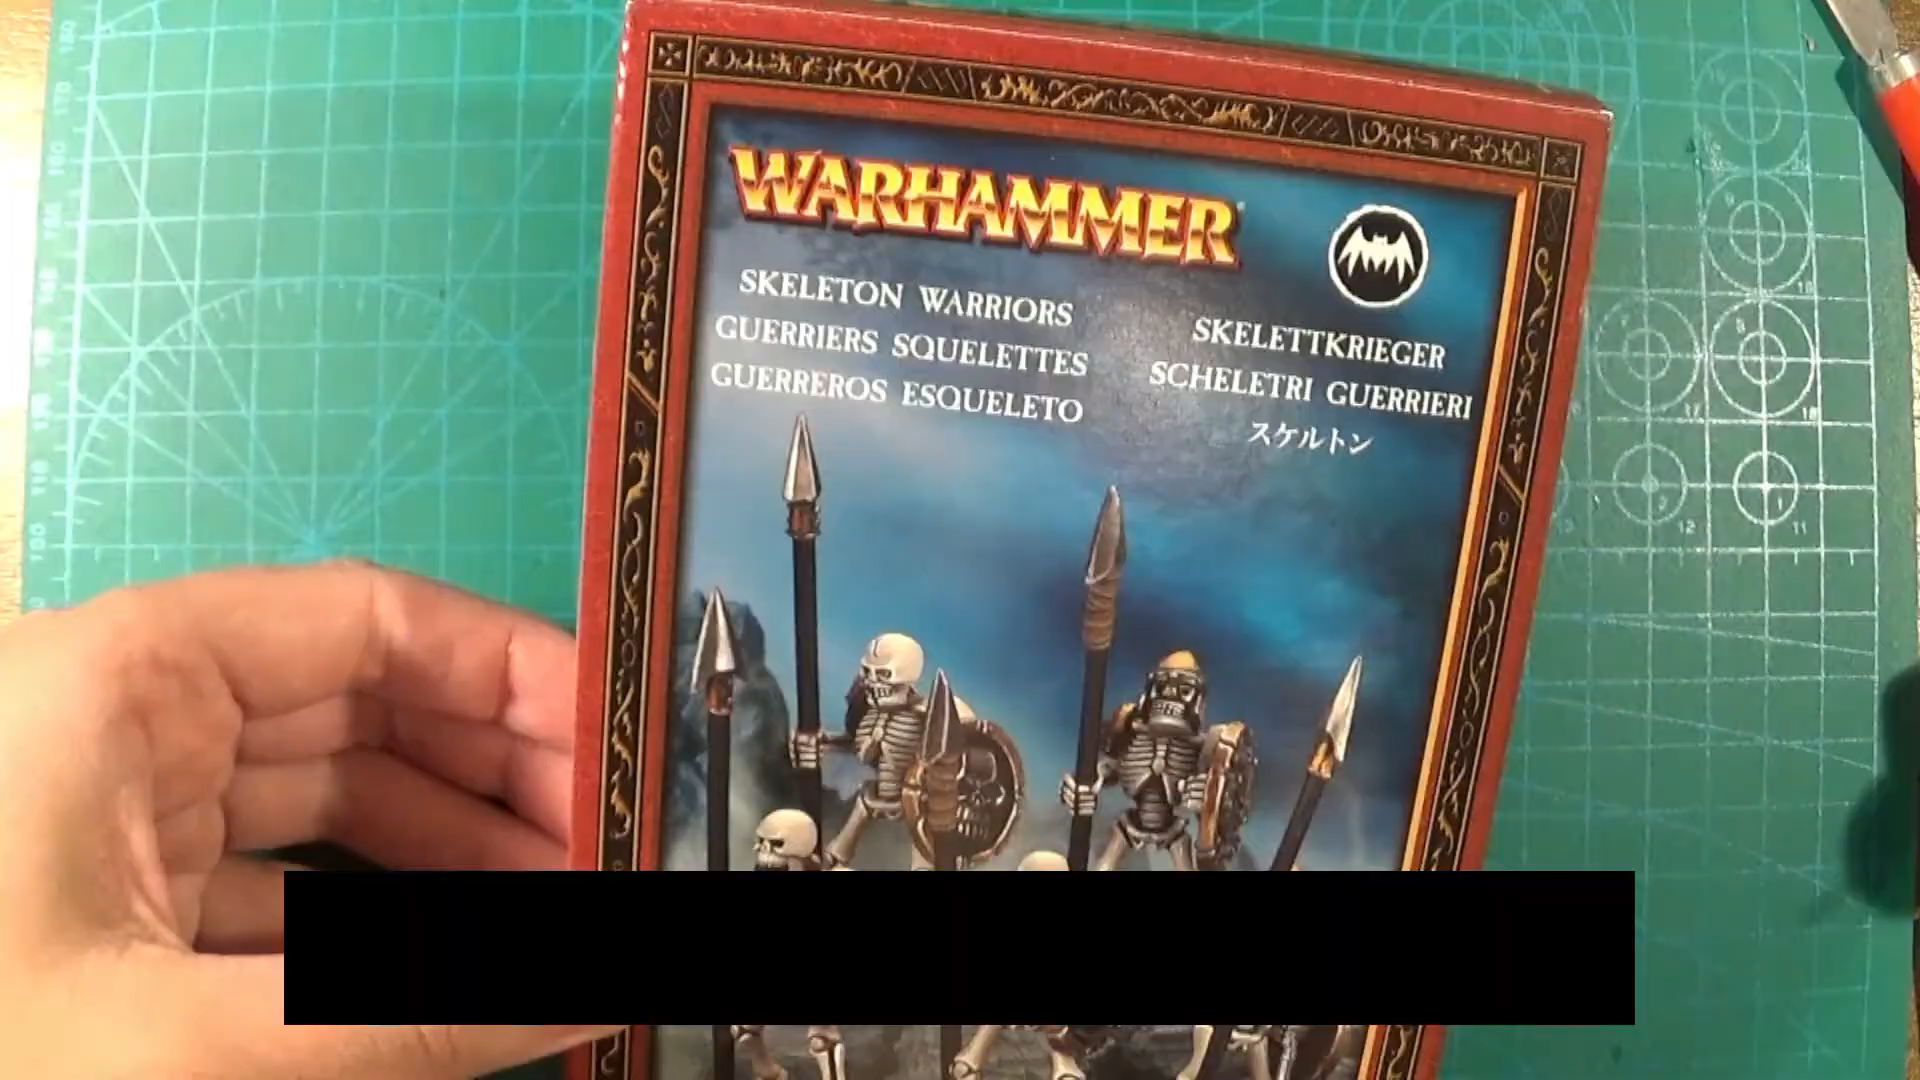 WARHAMMER
SKELETON WARRIORS
GUERRIERS SQUELETTES
GUERREROS ESQUELETO
SKELETTKRIEGER
SCHELETRI GUERRIERI
スケルトン